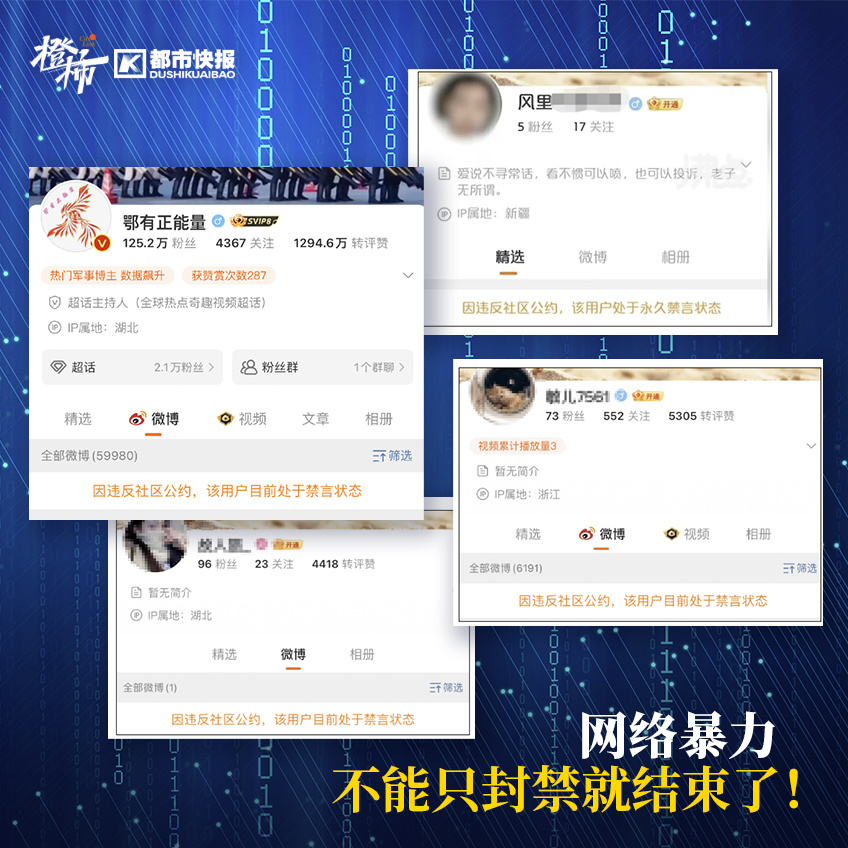 橙柿
K 都市快报
DUSHIKUAIBAO
风里
开通
5 粉丝 17 关注
爱说不寻常话，看不惯可以喷，也可以投诉，老子
无所谓。
IP属地：新疆
精选 微博 相册
因违反社区公约，该用户处于永久禁言状态
鄂有正能量 SVIP8
125.2万 粉丝 4367 关注 1294.6万 转评赞
热门军事博主 数据飙升 获赞赏次数287
超话主持人（全球热点奇趣视频超话）
IP属地：湖北
超话 2.1万粉丝
粉丝群 1个群聊
精选 微博 视频 文章 相册
全部微博(59980) 筛选
因违反社区公约，该用户目前处于禁言状态
敏儿7561 开通
73 粉丝 552 关注 5305 转评赞
视频累计播放量3
暂无简介
IP属地：浙江
精选 微博 视频 相册
全部微博(6191) 筛选
因违反社区公约，该用户目前处于禁言状态
开通
96 粉丝 23 关注 4418 转评赞
暂无简介
IP属地：湖北
精选 微博 相册
全部微博(1) 筛选
因违反社区公约，该用户目前处于禁言状态
网络暴力
不能只封禁就结束了！